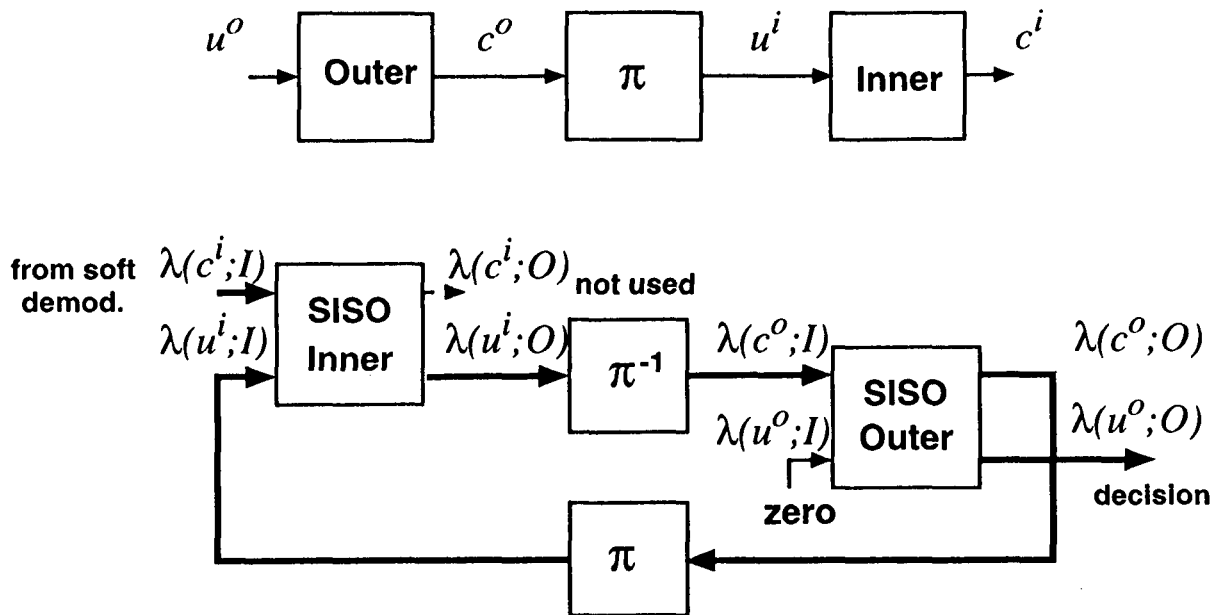 u^o
Outer
c^o
π
u^i
Inner
c^i
from soft
demod.
λ(c^i;I)
λ(u^i;I)
SISO
Inner
λ(c^i;O)
not used
λ(u^i;O)
π^-1
λ(c^o;I)
λ(u^o;I)
zero
SISO
Outer
λ(c^o;O)
λ(u^o;O)
decision
π